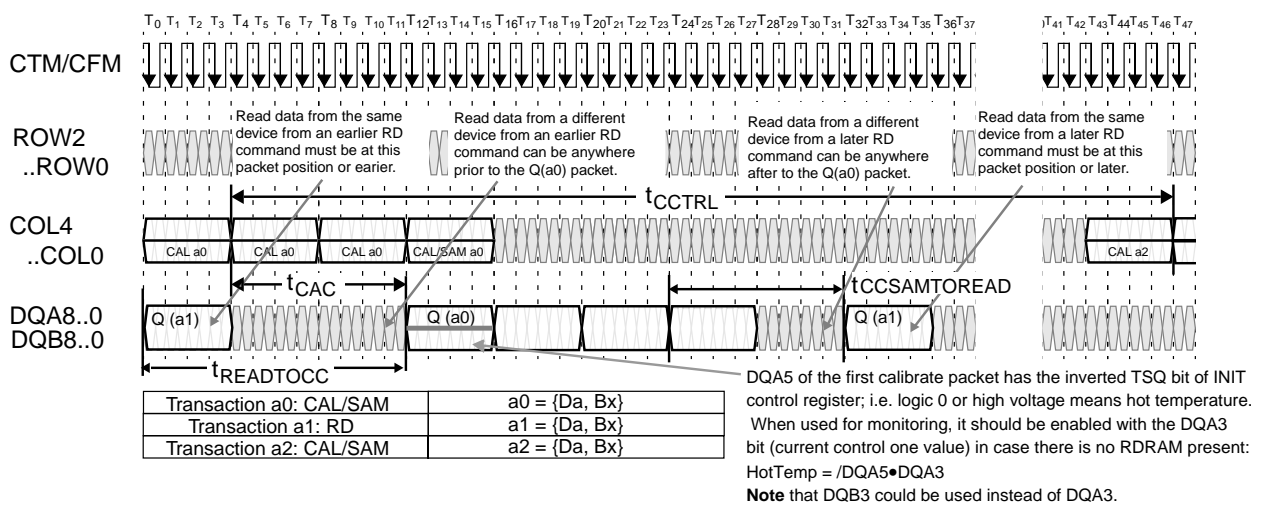 T0 T1 T2 T3 T4 T5 T6 T7 T8 T9 T10 T11 T12 T13 T14 T15 T16 T17 T18 T19 T20 T21 T22 T23 T24 T25 T26 T27 T28 T29 T30 T31 T32 T33 T34 T35 T36 T37 T41 T42 T43 T44 T45 T46 T47
CTM/CFM
ROW2
..ROW0
Read data from the same
device from an earlier RD
command must be at this
packet position or earier.
Read data from a different
device from an earlier RD
command can be anywhere
prior to the Q(a0) packet.
Read data from a different
device from a later RD
command can be anywhere
after to the Q(a0) packet.
Read data from the same
device from a later RD
command must be at this
packet position or later.
tCCTRL
COL4
..COL0
CAL a0 CAL a0 CAL a0 CAL/SAM a0 CAL a2
tCAC
tCCSAMTOREAD
DQA8..0
DQB8..0
Q (a1) Q (a0) Q (a1)
tREADTOCC
Transaction a0: CAL/SAM a0 = {Da, Bx}
Transaction a1: RD a1 = {Da, Bx}
Transaction a2: CAL/SAM a2 = {Da, Bx}
DQA5 of the first calibrate packet has the inverted TSQ bit of INIT
control register; i.e. logic 0 or high voltage means hot temperature.
When used for monitoring, it should be enabled with the DQA3
bit (current control one value) in case there is no RDRAM present:
HotTemp = /DQA5●DQA3
Note that DQB3 could be used instead of DQA3.